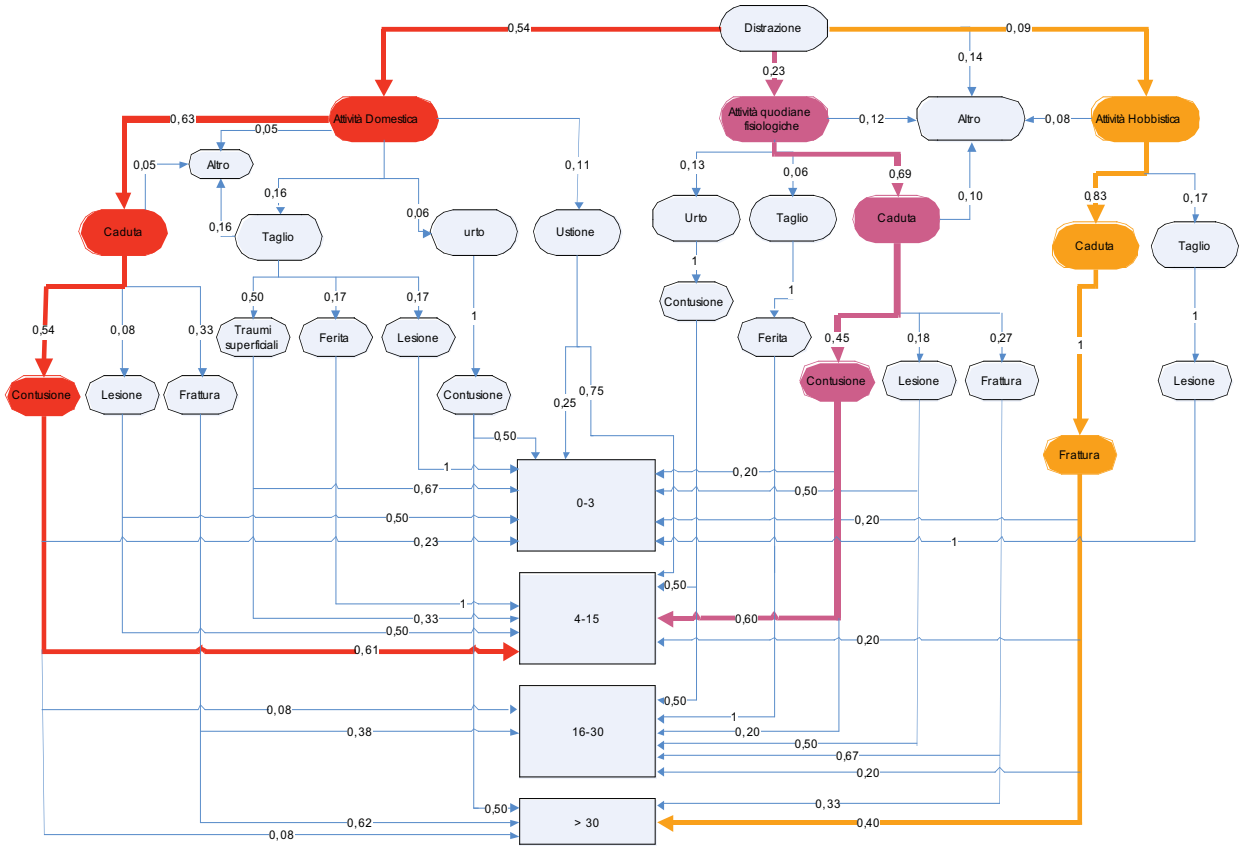 Distrazione
0,54
0,09
0,23
0,14
Attività Domestica
Attività quodiane
fisiologiche
Altro
Attività Hobbistica
0,63
0,05
0,12
0,08
0,05
Altro
0,11
0,13
0,06
0,69
0,16
0,16
0,06
0,10
0,83
0,17
Caduta
Taglio
urto
Ustione
Urto
Taglio
Caduta
Caduta
Taglio
1
0,50
0,17
0,17
1
Contusione
0,54
0,08
0,33
Traumi
superficiali
Ferita
Lesione
1
Ferita
0,45
0,18
0,27
1
1
Contusione
Lesione
Frattura
Contusione
0,25
0,75
Contusione
Lesione
Frattura
Lesione
0,50
Frattura
1
0,20
0,67
0,50
0-3
0,50
0,20
0,23
1
0,50
1
0,33
4-15
0,60
0,50
0,20
0,61
0,50
0,08
1
0,38
16-30
0,20
0,50
0,67
0,20
0,50
0,33
0,62
> 30
0,40
0,08